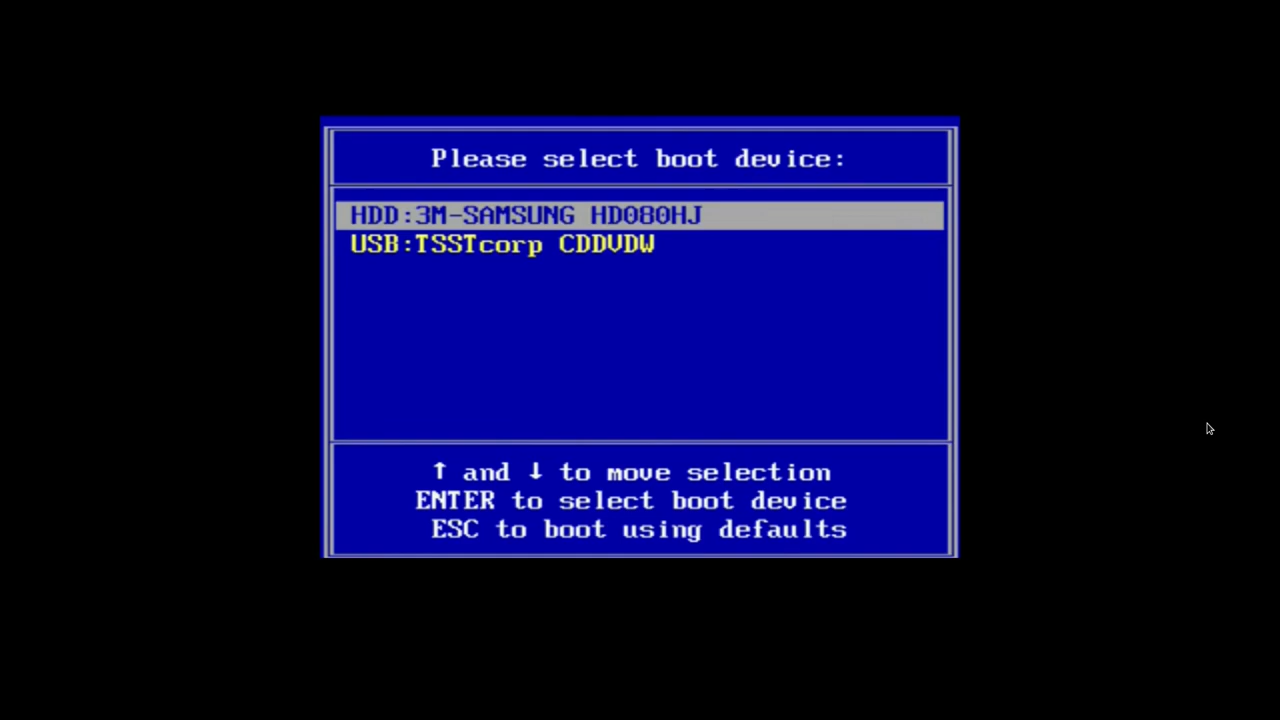 Please select boot device:
HDD:3M-SAMSUNG HD080HJ
USB:TSSTcorp CDDVDW
↑ and ↓ to move selection
ENTER to select boot device
ESC to boot using defaults